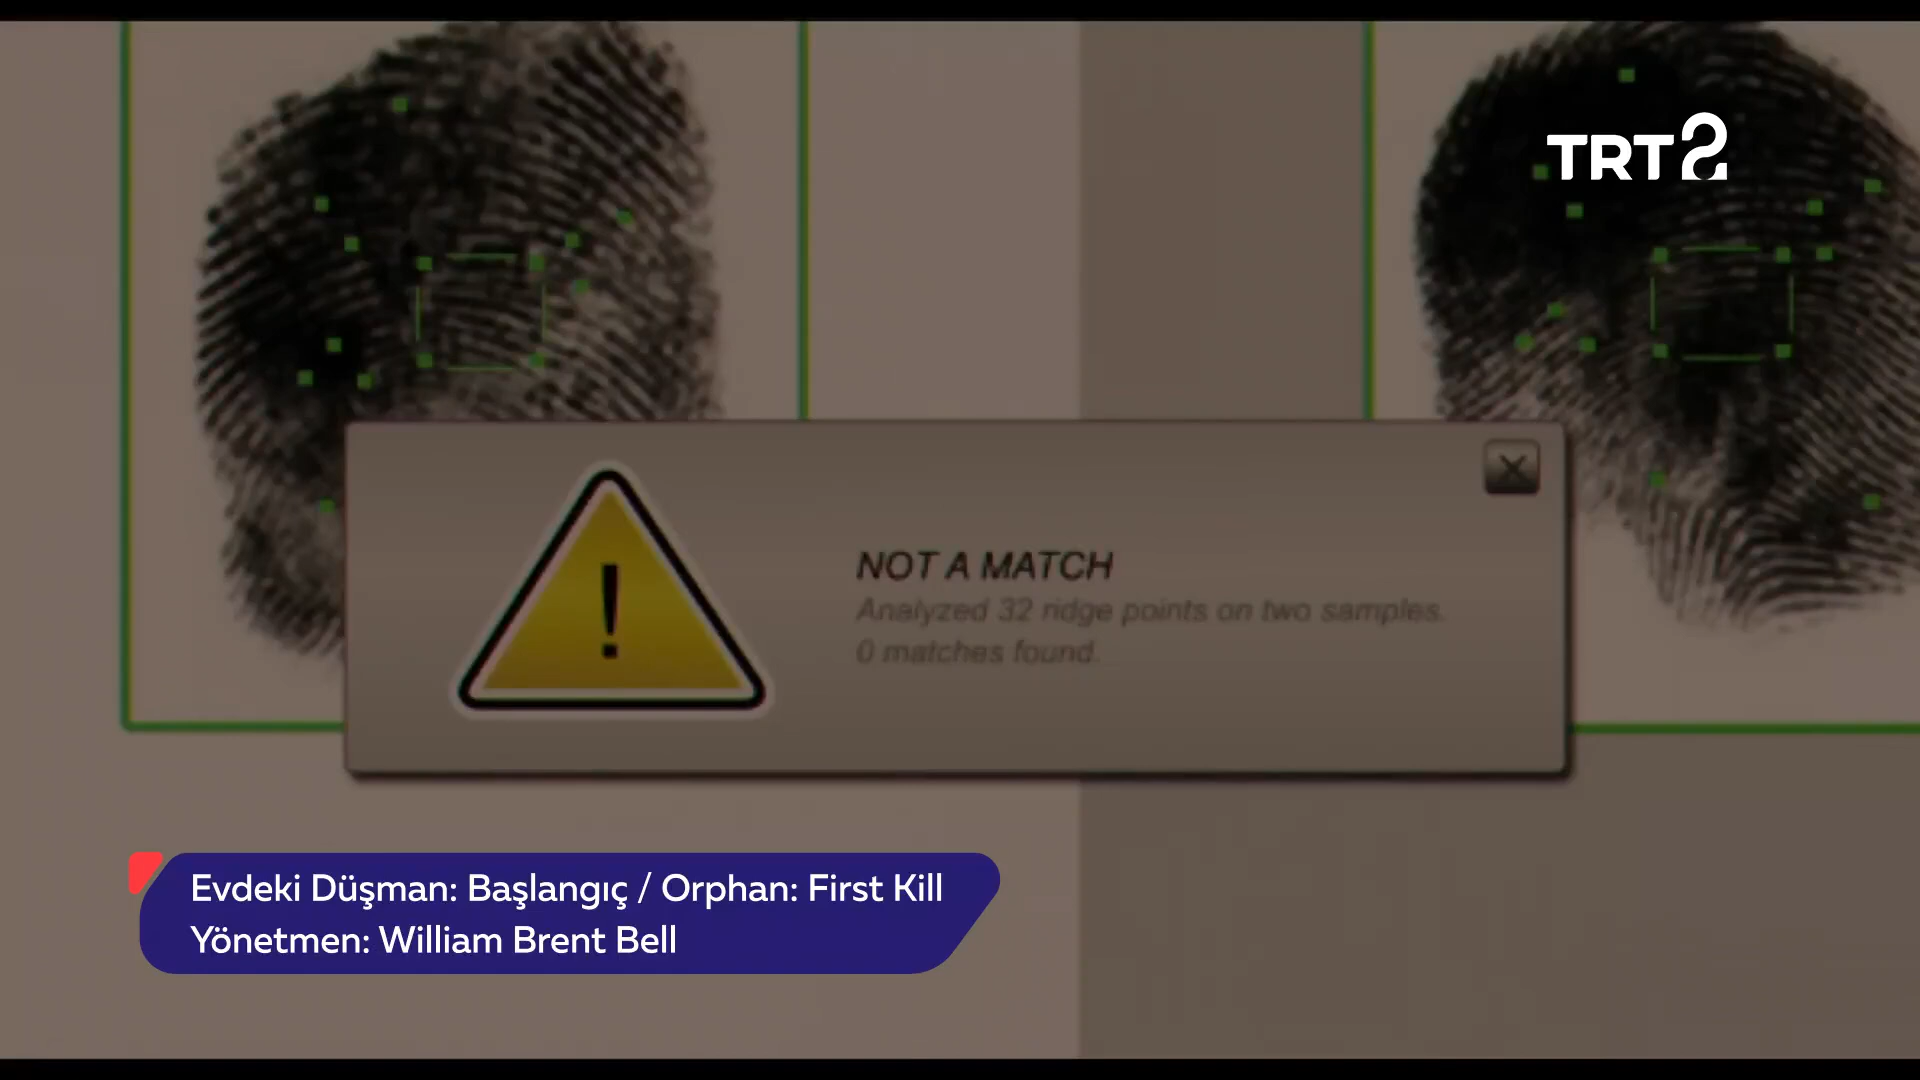 TRT2
NOT A MATCH
Analyzed 32 ridge points on two samples.
0 matches found.
Evdeki Düşman: Başlangıç / Orphan: First Kill
Yönetmen: William Brent Bell